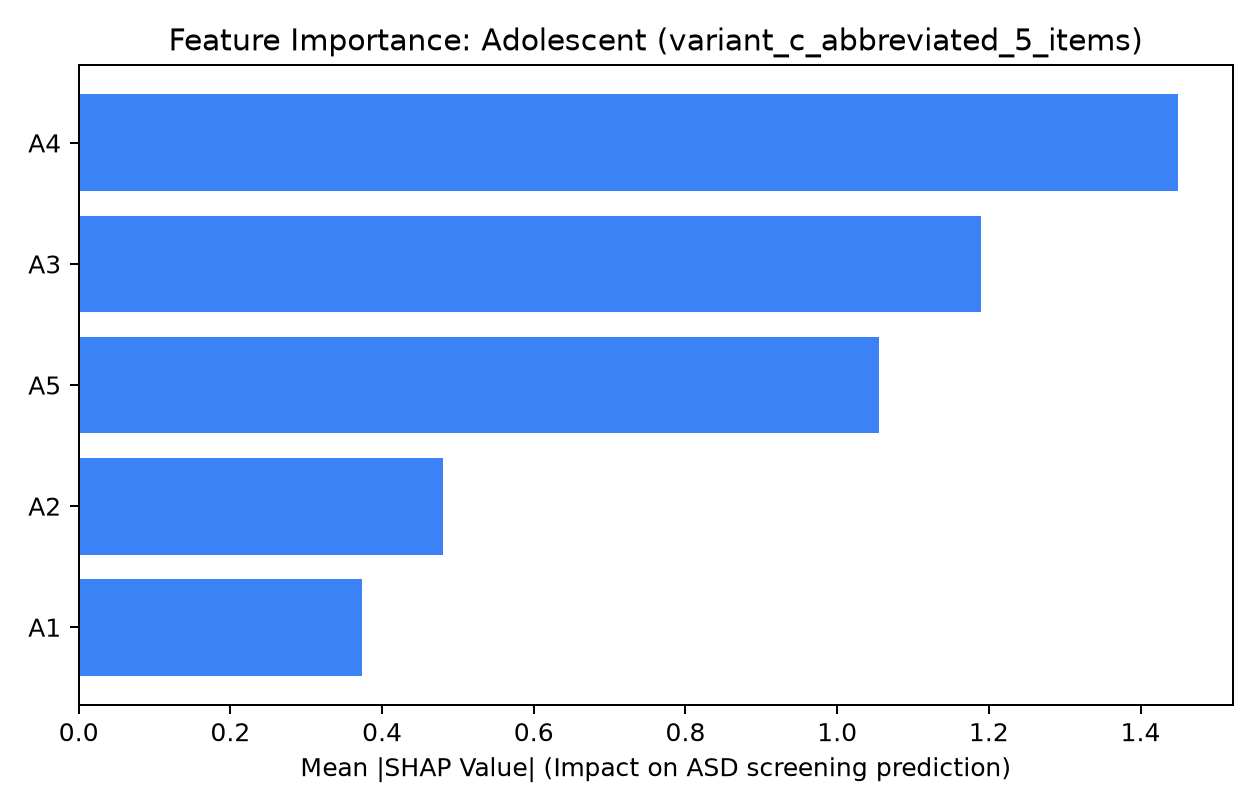 Feature Importance: Adolescent (variant_c_abbreviated_5_items)
A4
A3
A5
A2
A1
0.0 0.2 0.4 0.6 0.8 1.0 1.2 1.4
Mean |SHAP Value| (Impact on ASD screening prediction)